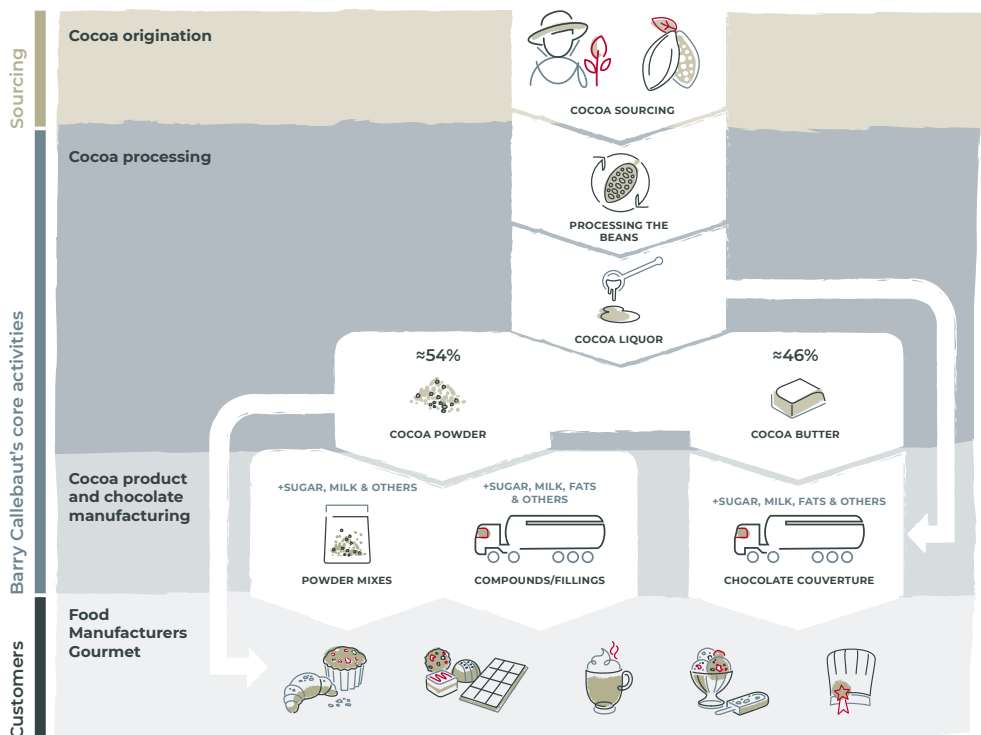 Sourcing
Cocoa origination
COCOA SOURCING
Barry Callebaut's core activities
Cocoa processing
PROCESSING THE
BEANS
COCOA LIQUOR
≈54%
COCOA POWDER
≈46%
COCOA BUTTER
Cocoa product
and chocolate
manufacturing
+SUGAR, MILK & OTHERS
POWDER MIXES
+SUGAR, MILK, FATS
& OTHERS
COMPOUNDS/FILLINGS
+SUGAR, MILK, FATS & OTHERS
CHOCOLATE COUVERTURE
Customers
Food
Manufacturers
Gourmet